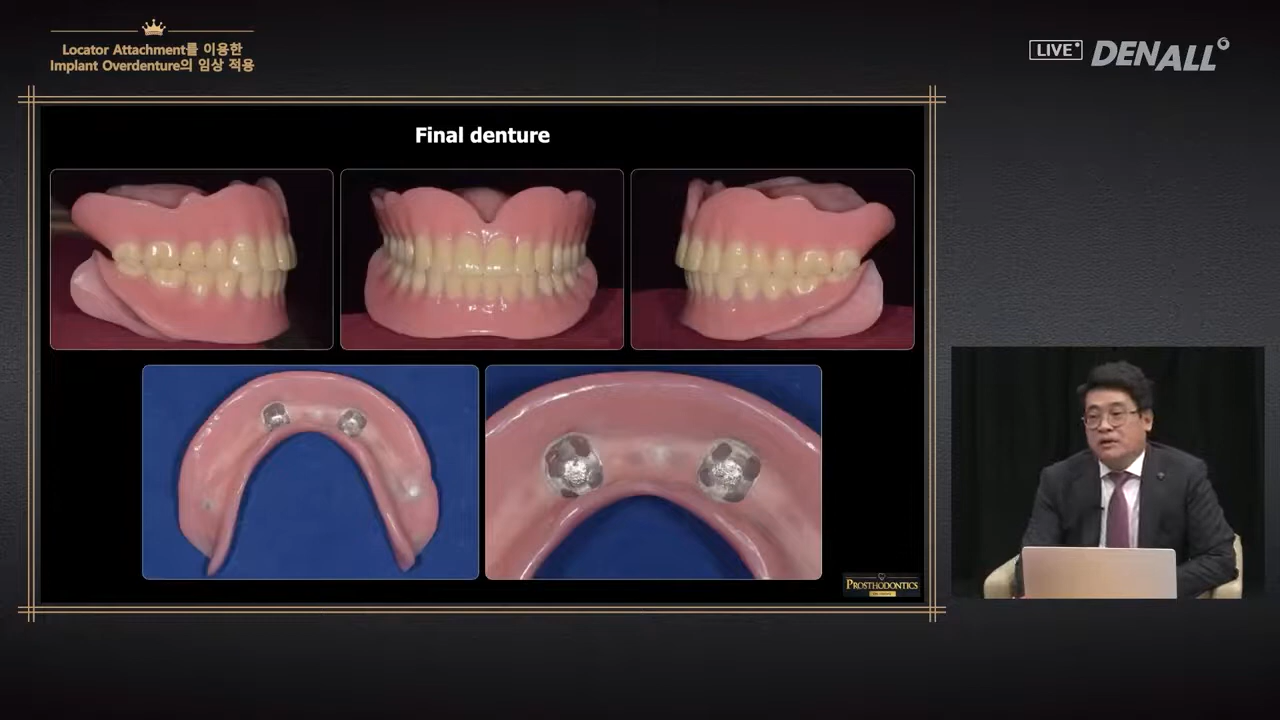 Locator Attachment를 이용한
Implant Overdenture의 임상 적용
LIVE
DENALL
Final denture
PROSTHODONTICS